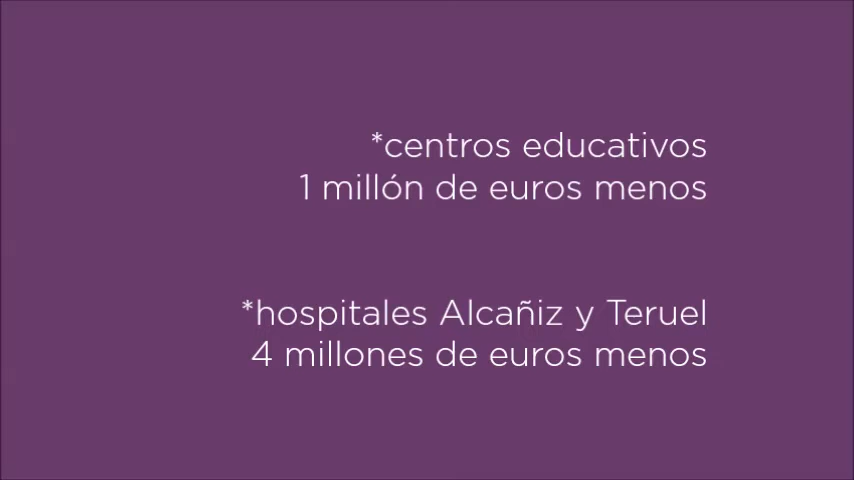 *centros educativos
1 millón de euros menos
*hospitales Alcañiz y Teruel
4 millones de euros menos